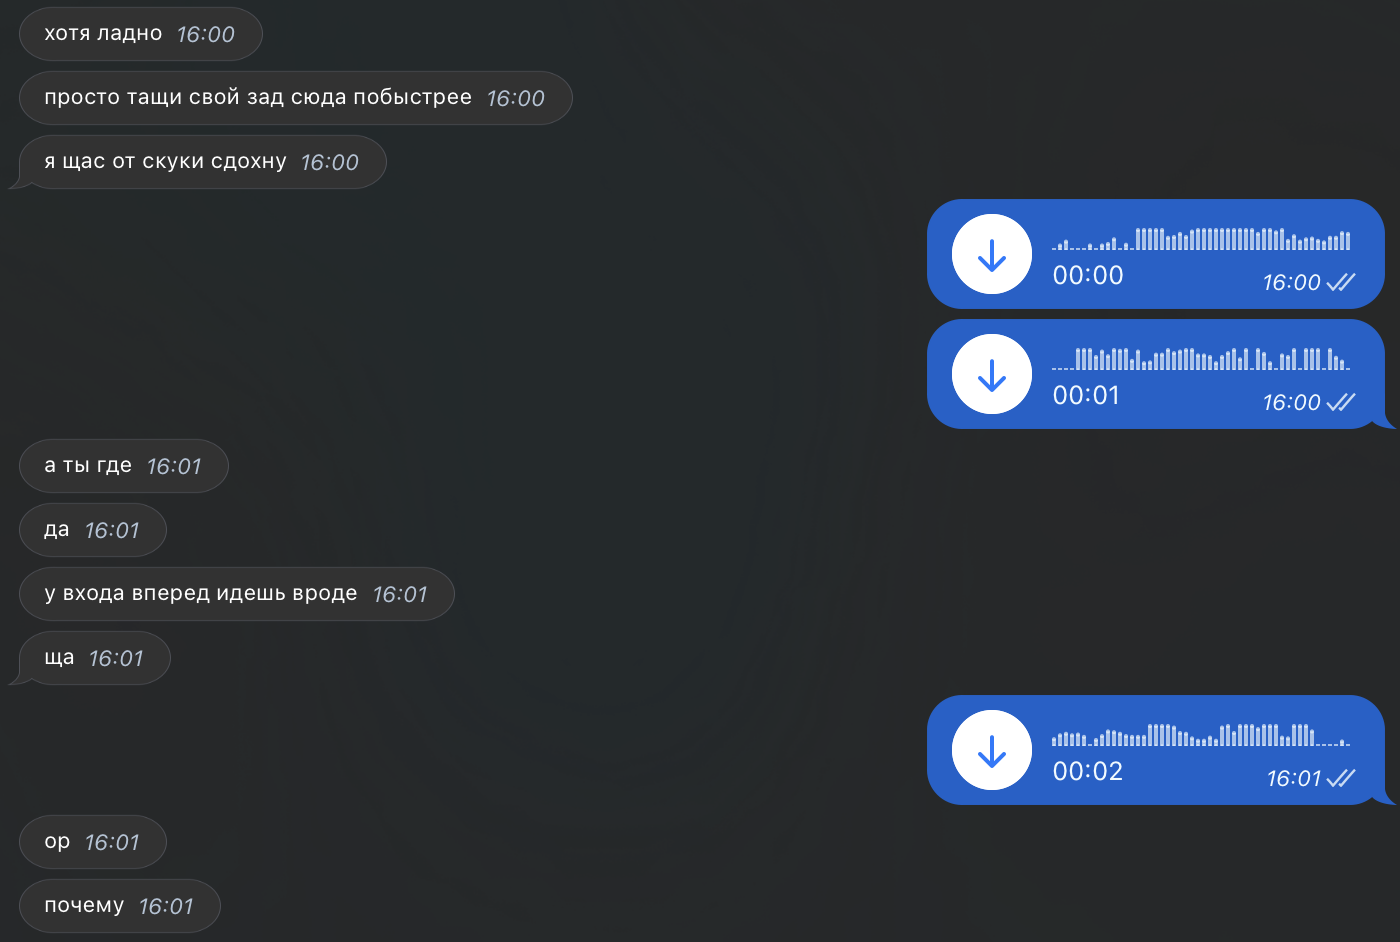 хотя ладно 16:00
просто тащи свой зад сюда побыстрее 16:00
я щас от скуки сдохну 16:00
00:00 16:00
00:01 16:00
а ты где 16:01
да 16:01
у входа вперед идешь вроде 16:01
ща 16:01
00:02 16:01
ор 16:01
почему 16:01